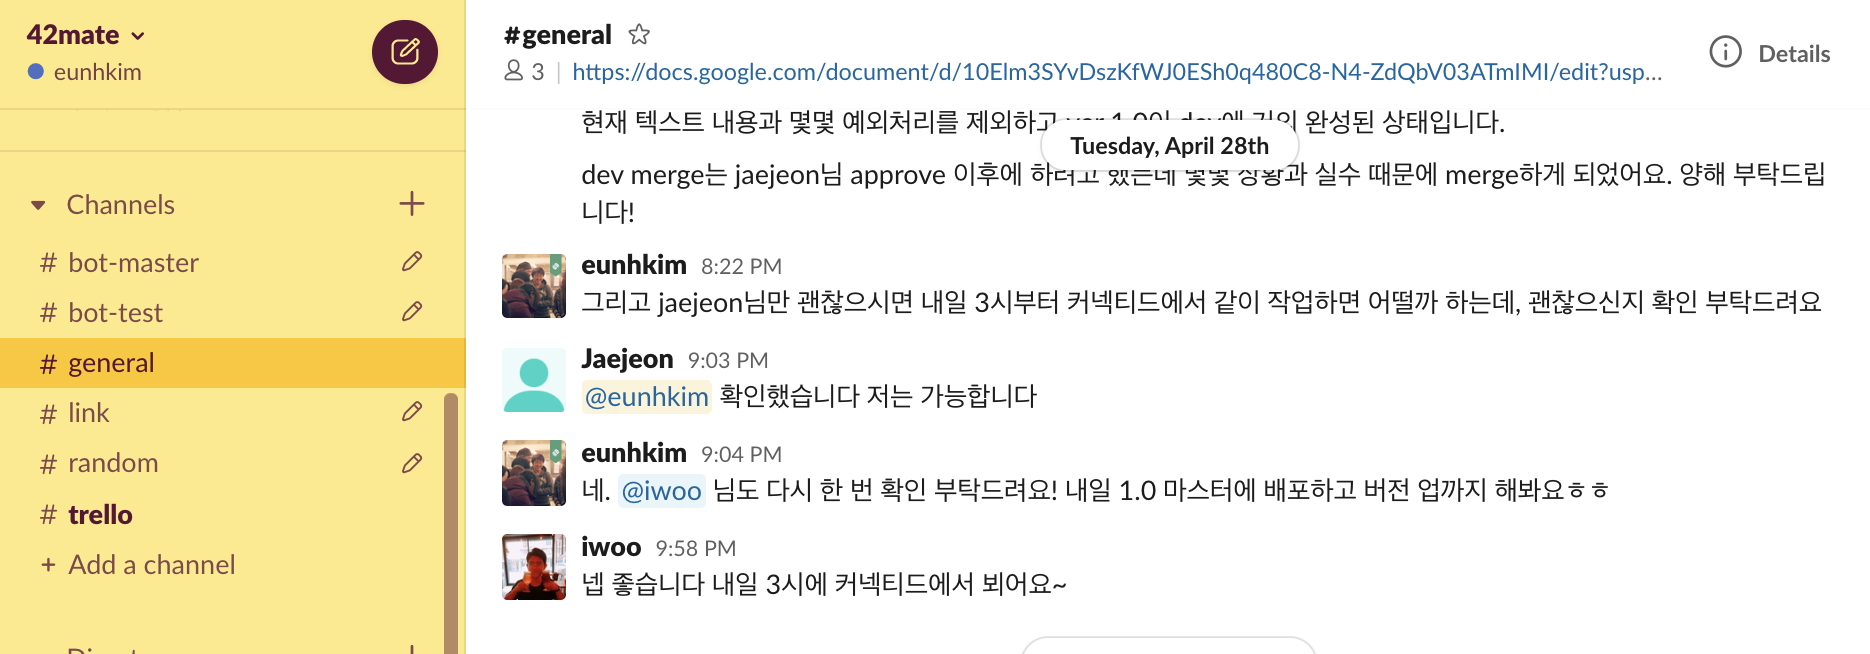 42mate
eunhkim
Channels
# bot-master
# bot-test
# general
# link
# random
# trello
+ Add a channel
#general
3
https://docs.google.com/document/d/10Elm3SYvDszKfWJ0ESh0q480C8-N4-ZdQbV03ATmIMI/edit?usp...
Details
현재 텍스트 내용과 몇몇 예외처리를 제외하고 완성된 상태입니다.
Tuesday, April 28th
dev merge는 jaejeon님 approve 이후에 하려고 했는데 몇몇 상황과 실수 때문에 merge하게 되었어요. 양해 부탁드립
니다!
eunhkim 8:22 PM
그리고 jaejeon님만 괜찮으시면 내일 3시부터 커넥티드에서 같이 작업하면 어떨까 하는데, 괜찮으신지 확인 부탁드려요
Jaejeon 9:03 PM
@eunhkim 확인했습니다 저는 가능합니다
eunhkim 9:04 PM
네. @iwoo 님도 다시 한 번 확인 부탁드려요! 내일 1.0 마스터에 배포하고 버전 업까지 해봐요ㅎㅎ
iwoo 9:58 PM
넵 좋습니다 내일 3시에 커넥티드에서 뵈어요~